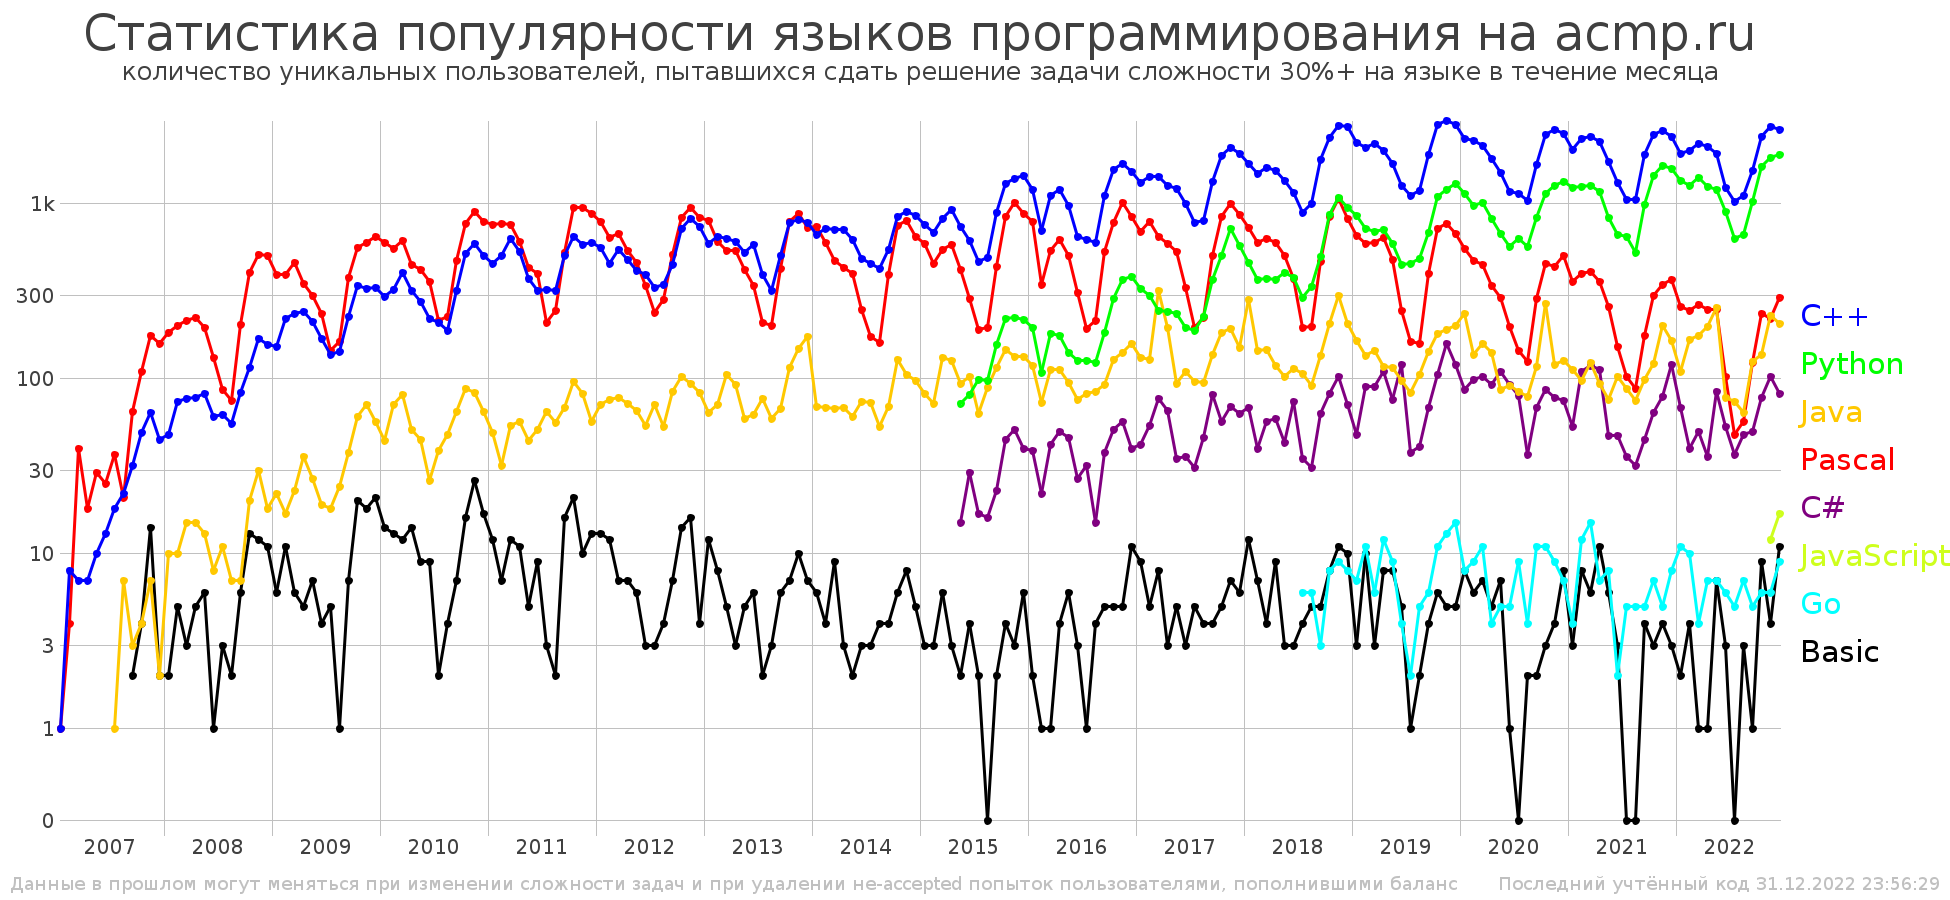 Статистика популярности языков программирования на acmp.ru
количество уникальных пользователей, пытавшихся сдать решение задачи сложности 30%+ на языке в течение месяца
1k
300
100
30
10
3
1
0
C++
Python
Java
Pascal
C#
JavaScript
Go
Basic
2007 2008 2009 2010 2011 2012 2013 2014 2015 2016 2017 2018 2019 2020 2021 2022
Данные в прошлом могут меняться при изменении сложности задач и при удалении не-accepted попыток пользователями, пополнившими баланс Последний учтённый код 31.12.2022 23:56:29